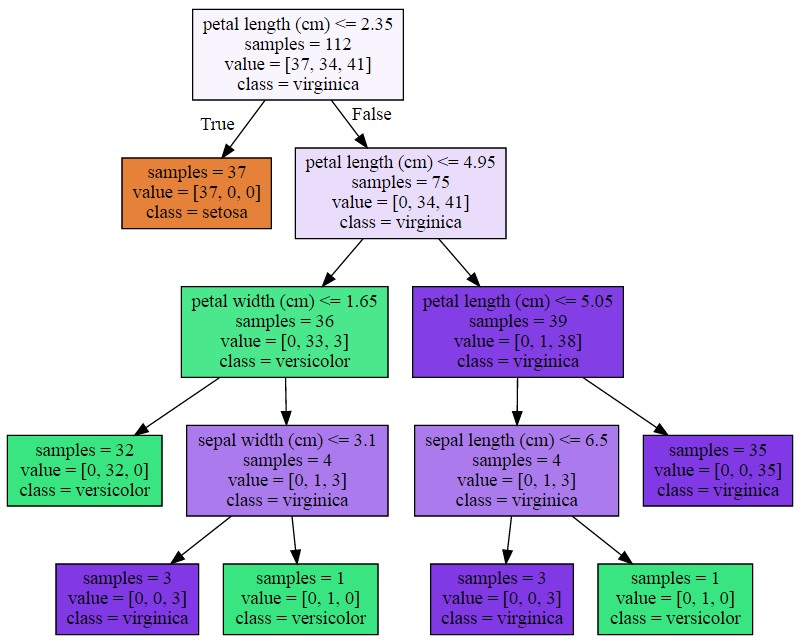 petal length (cm) <= 2.35
samples = 112
value = [37, 34, 41]
class = virginica
True
False
samples = 37
value = [37, 0, 0]
class = setosa
petal length (cm) <= 4.95
samples = 75
value = [0, 34, 41]
class = virginica
petal width (cm) <= 1.65
samples = 36
value = [0, 33, 3]
class = versicolor
petal length (cm) <= 5.05
samples = 39
value = [0, 1, 38]
class = virginica
samples = 32
value = [0, 32, 0]
class = versicolor
sepal width (cm) <= 3.1
samples = 4
value = [0, 1, 3]
class = virginica
sepal length (cm) <= 6.5
samples = 4
value = [0, 1, 3]
class = virginica
samples = 35
value = [0, 0, 35]
class = virginica
samples = 3
value = [0, 0, 3]
class = virginica
samples = 1
value = [0, 1, 0]
class = versicolor
samples = 3
value = [0, 0, 3]
class = virginica
samples = 1
value = [0, 1, 0]
class = versicolor